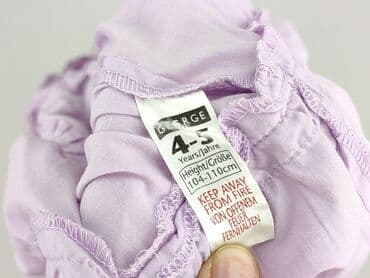 GEORGE
4-5
Years/Jahre
Height/Größe
104-110cm
KEEP AWAY
FROM FIRE
VON OFFENEM
FEUER
FERNHALTEN